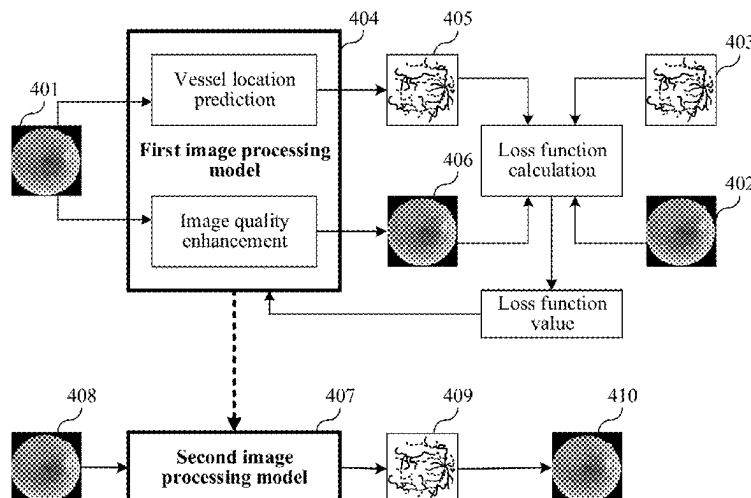 404
405
403
401
Vessel location
prediction
First image processing
model
Loss function
calculation
406
402
Image quality
enhancement
Loss function
value
408
407
409
410
Second image
processing model